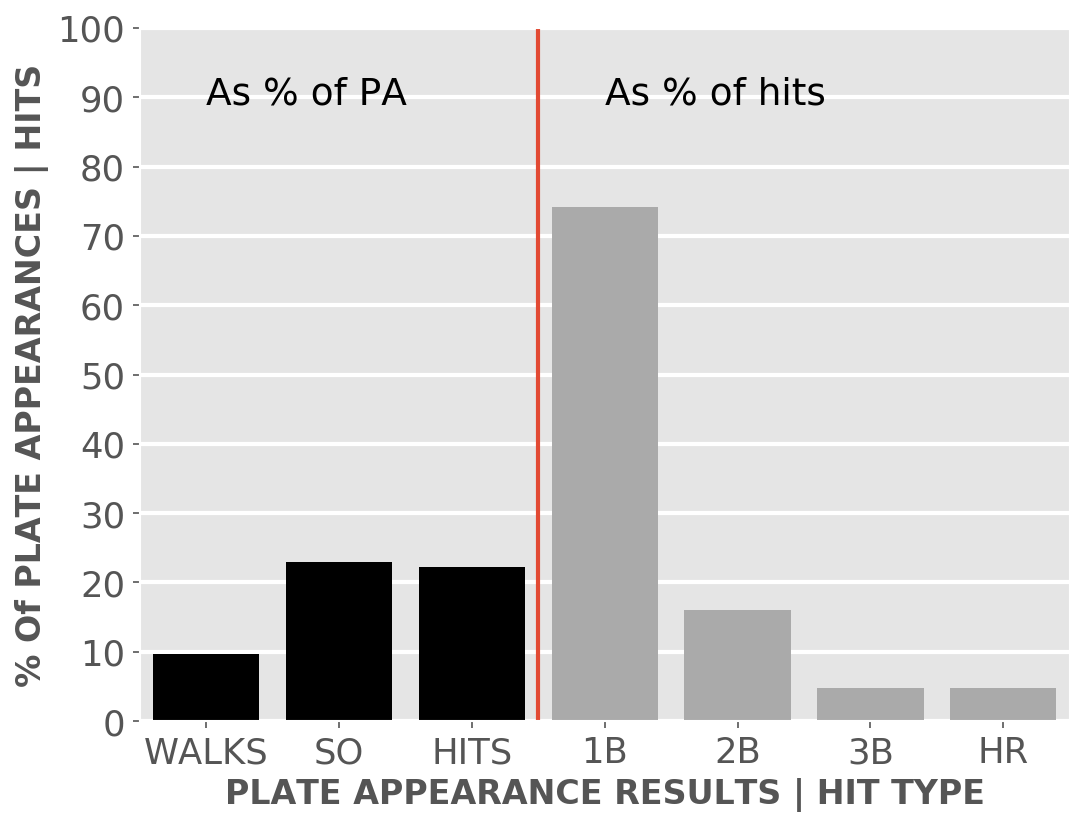 % Of PLATE APPEARANCES | HITS
100
90
80
70
60
50
40
30
20
10
0
As % of PA
As % of hits
WALKS SO HITS 1B 2B 3B HR
PLATE APPEARANCE RESULTS | HIT TYPE